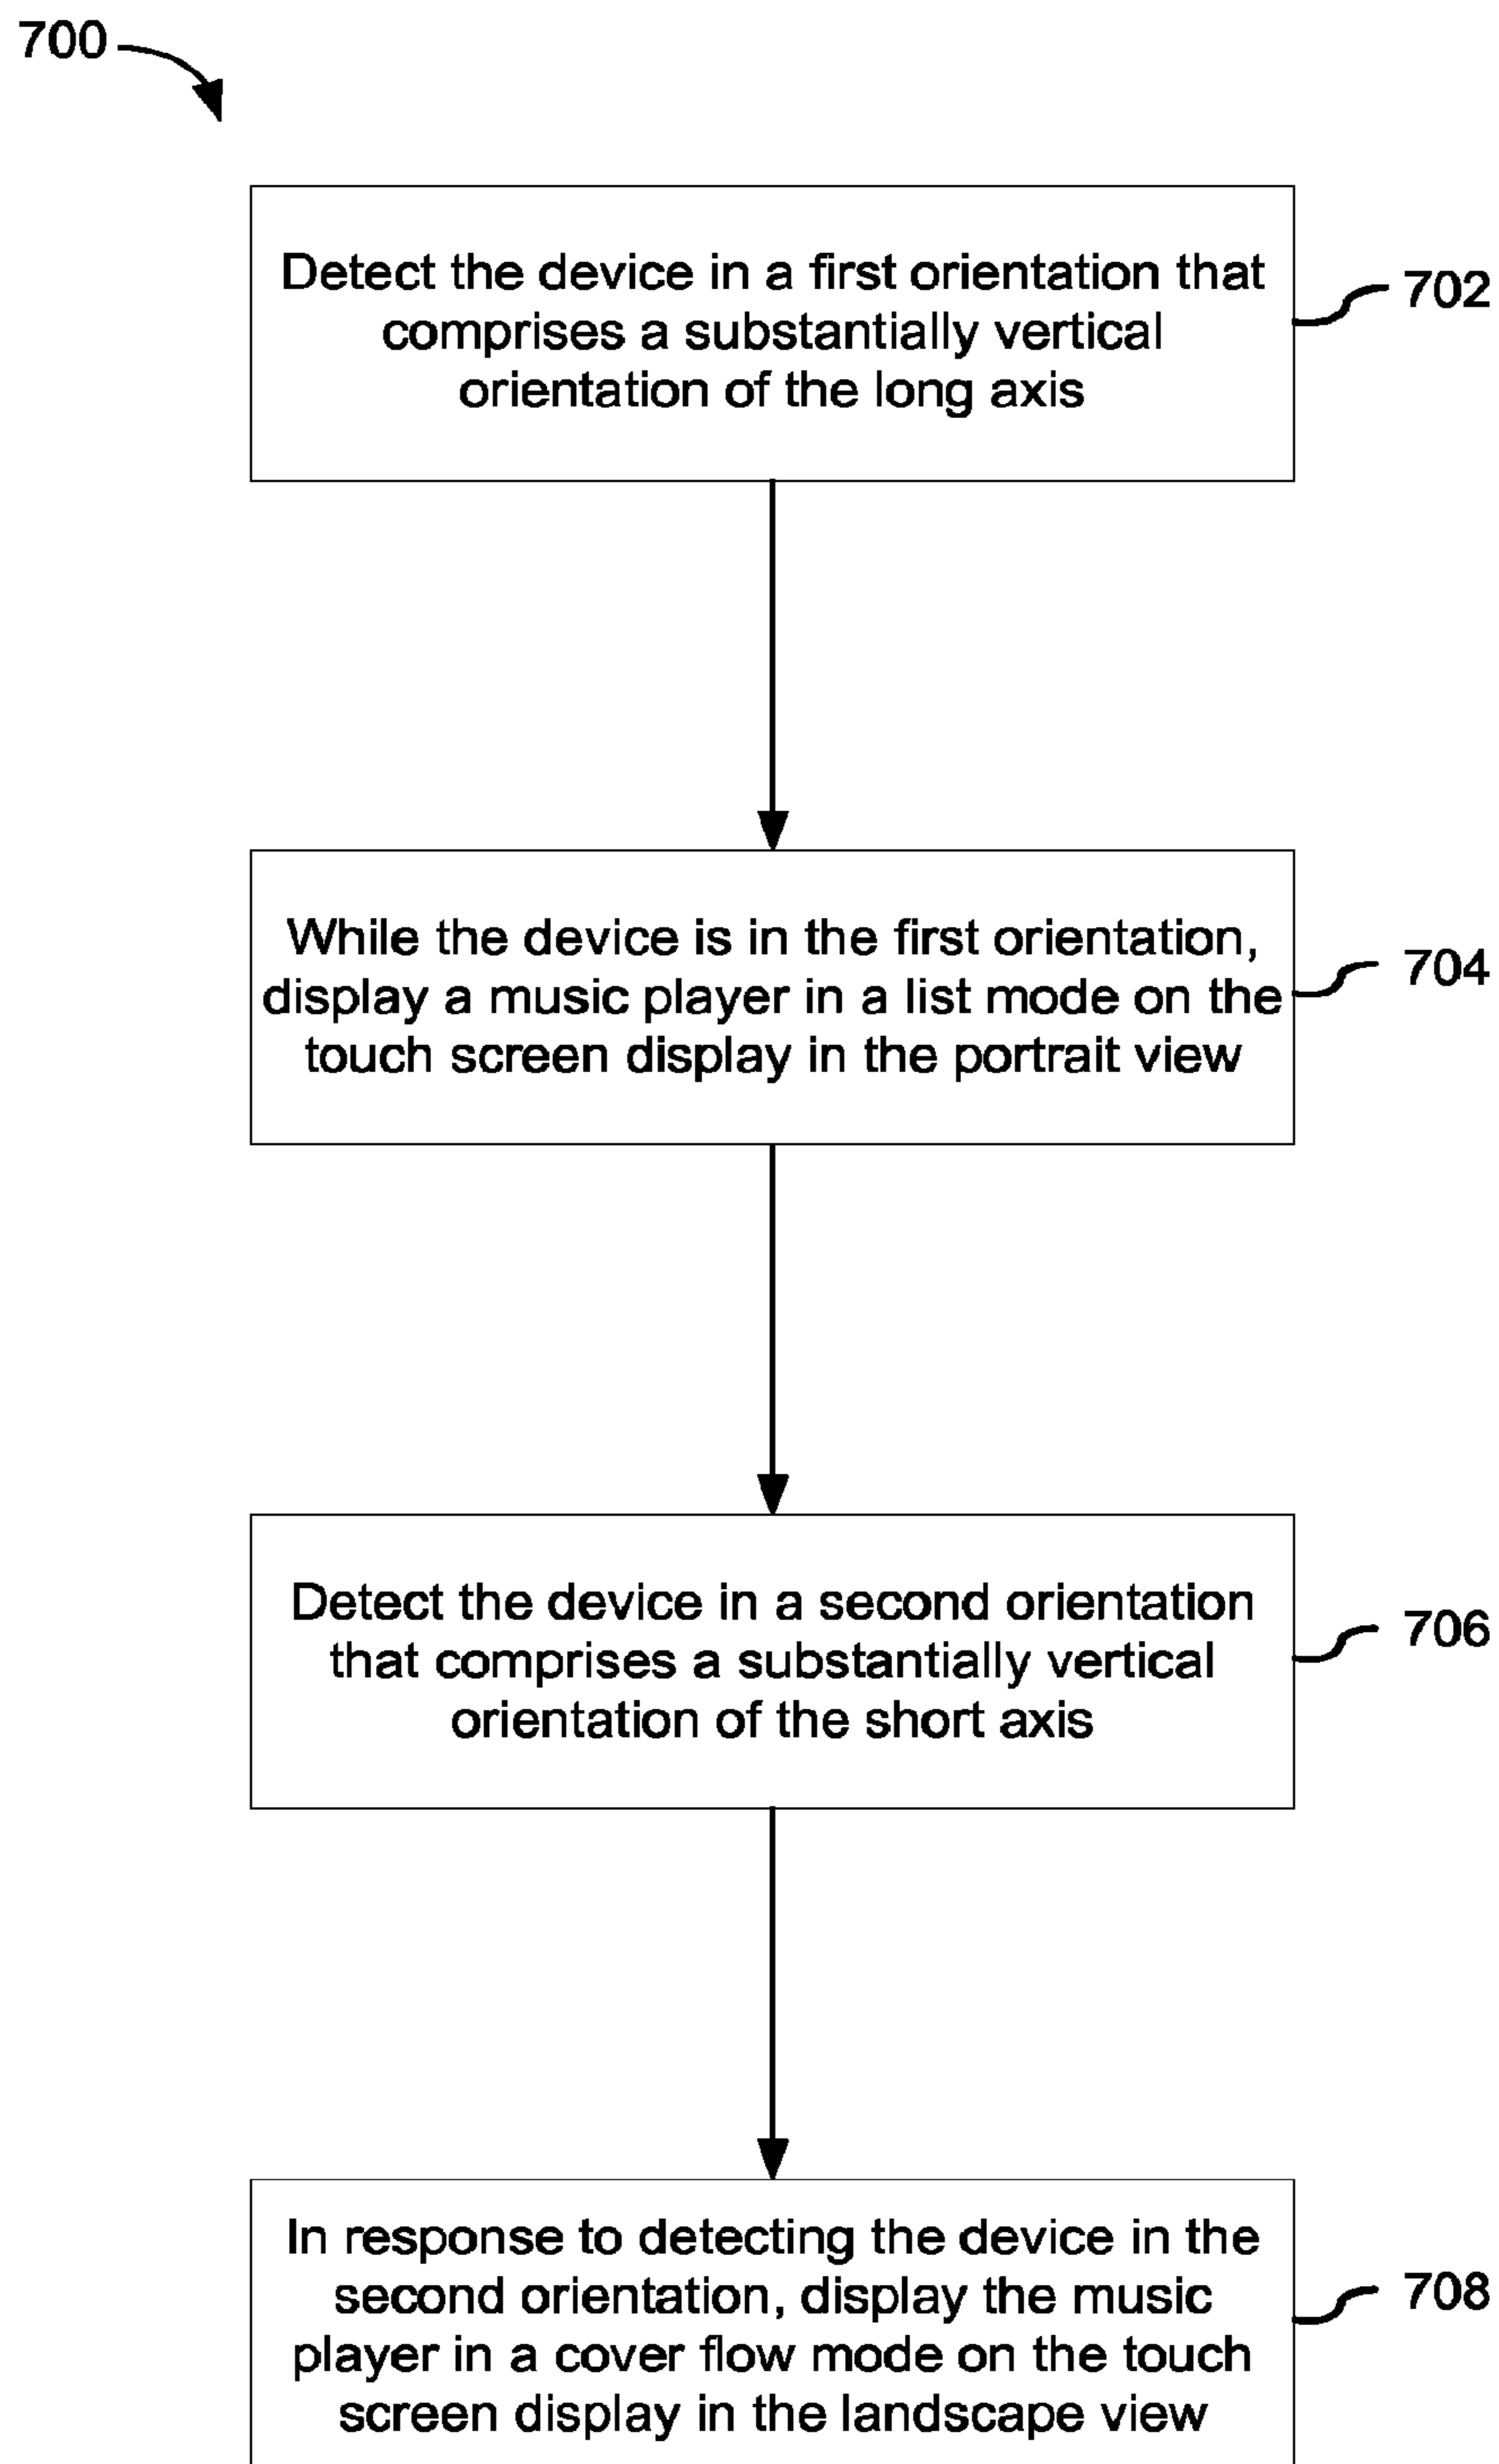 700
Detect the device in a first orientation that
comprises a substantially vertical
orientation of the long axis
702
While the device is in the first orientation,
display a music player in a list mode on the
touch screen display in the portrait view
704
Detect the device in a second orientation
that comprises a substantially vertical
orientation of the short axis
706
In response to detecting the device in the
second orientation, display the music
player in a cover flow mode on the touch
screen display in the landscape view
708